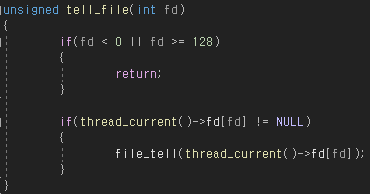 unsigned tell_file(int fd)
{
if(fd < 0 || fd >= 128)
{
return;
}
if(thread_current()->fd[fd] != NULL)
{
file_tell(thread_current()->fd[fd]);
}
}